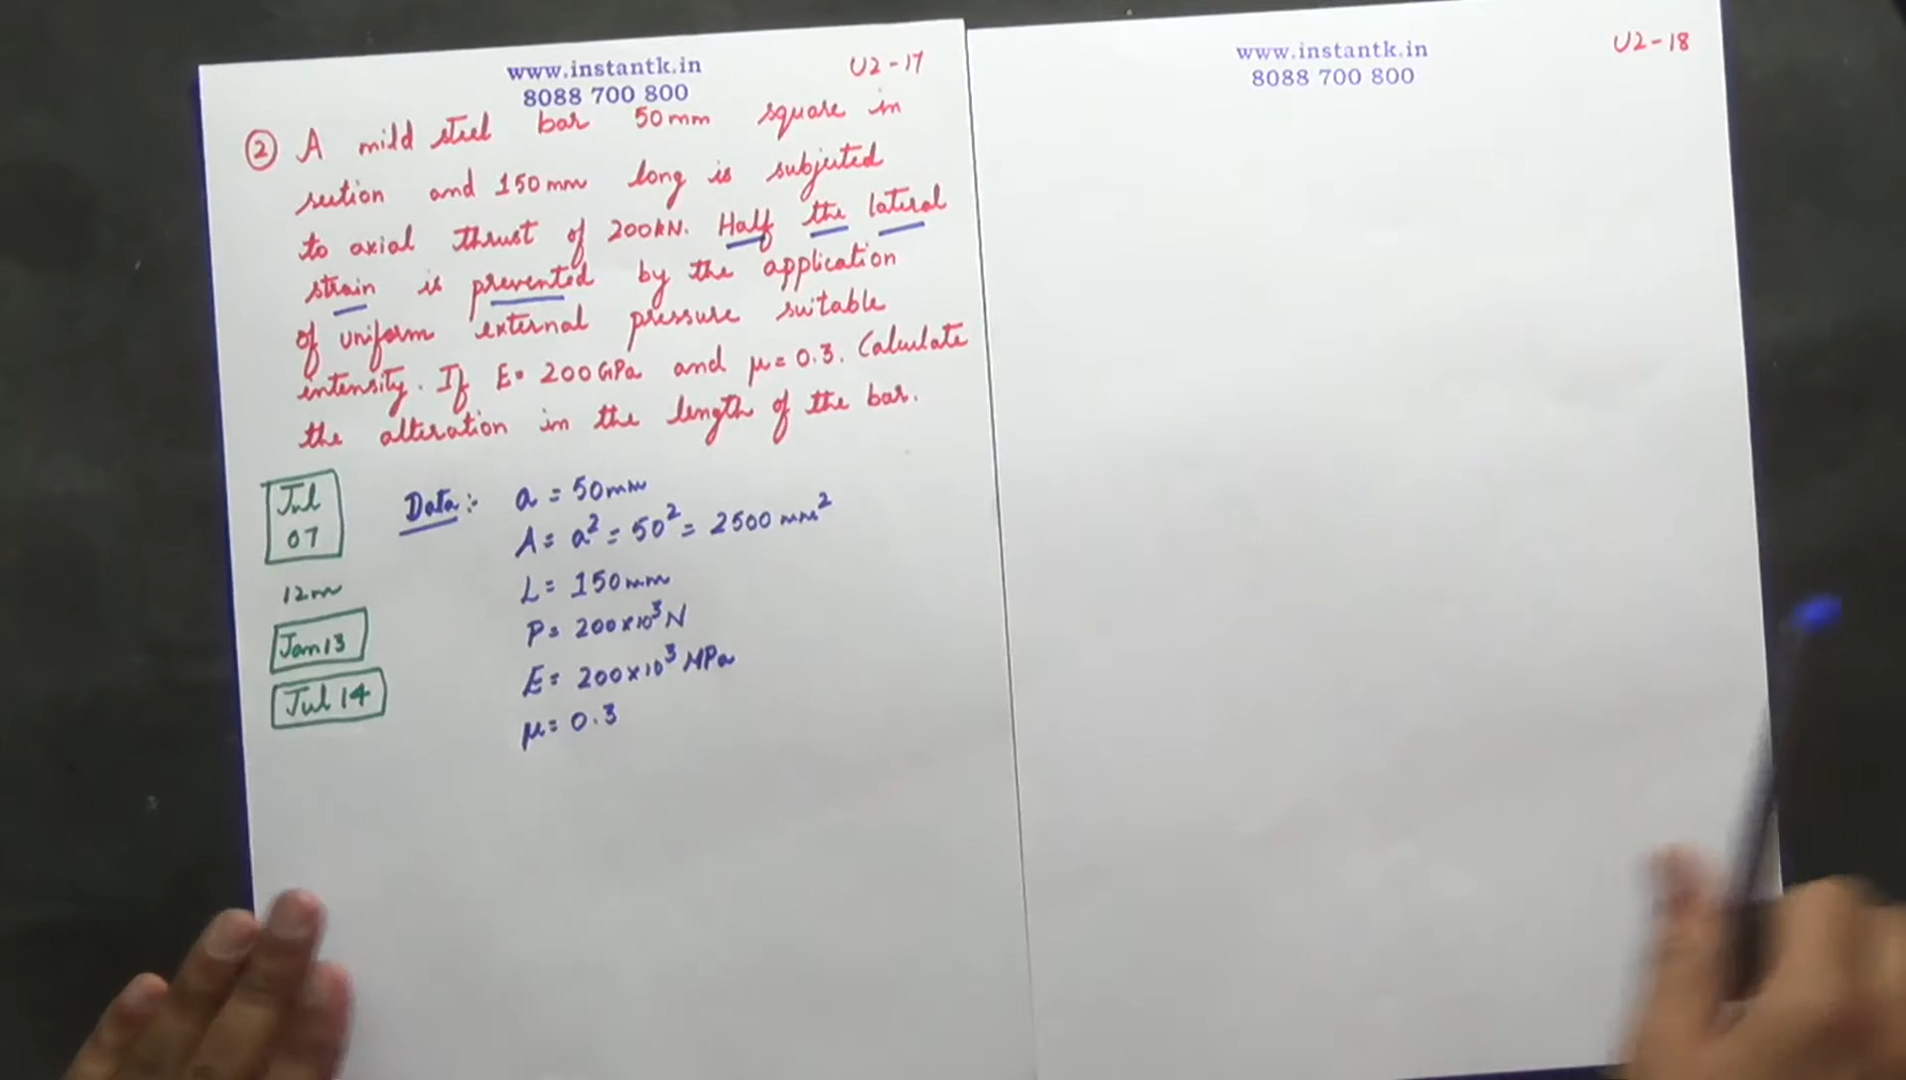 www.instantk.in
8088 700 800
U2-17
② A mild steel bar 50mm square in
section and 150mm long is subjected
to axial thrust of 200kN. Half the lateral
strain is prevented by the application
of uniform external pressure suitable
intensity. If E= 200GPa and μ= 0.3. Calculate
the alteration in the length of the bar.
Jul
07
12m
Jan13
Jul 14
Data:- a = 50mm
A= a² = 50² = 2500 mm²
L= 150mm
P= 200×10³N
E= 200×10³ MPa
μ= 0.3
www.instantk.in
8088 700 800
U2-18